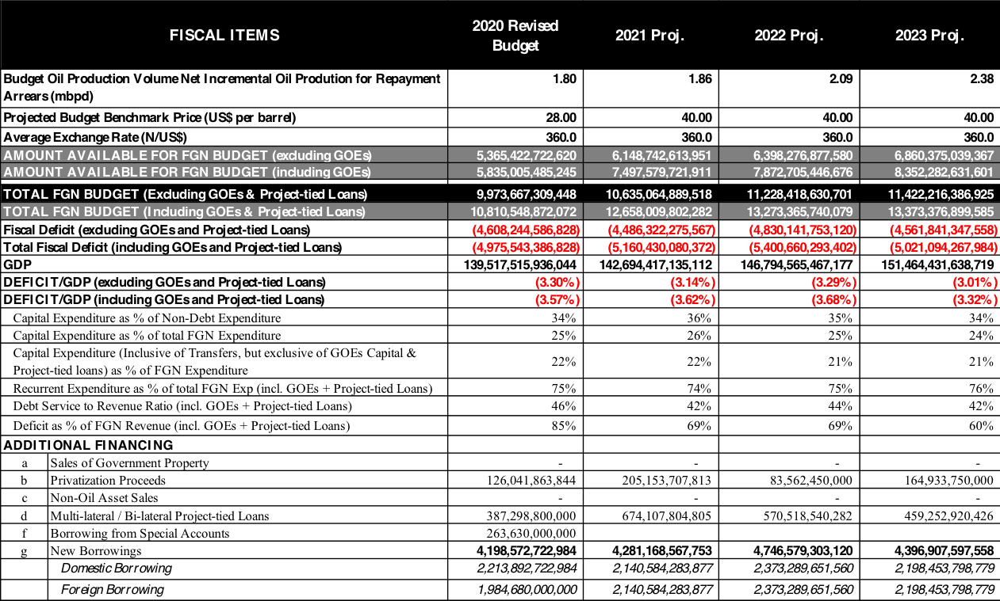 FISCAL ITEMS 2020 Revised Budget 2021 Proj. 2022 Proj. 2023 Proj.
Budget Oil Production Volume Net Incremental Oil Prodution for Repayment Arrears (mbpd) 1.80 1.86 2.09 2.38
Projected Budget Benchmark Price (US$ per barrel) 28.00 40.00 40.00 40.00
Average Exchange Rate (N/US$) 360.0 360.0 360.0 360.0
AMOUNT AVAILABLE FOR FGN BUDGET (excluding GOEs) 5,365,422,722,620 6,148,742,613,951 6,398,276,877,580 6,860,375,039,367
AMOUNT AVAILABLE FOR FGN BUDGET (including GOEs) 5,835,005,485,245 7,497,579,721,911 7,872,705,446,676 8,352,282,631,601
TOTAL FGN BUDGET (Excluding GOEs & Project-tied Loans) 9,973,667,309,448 10,635,064,889,518 11,228,418,630,701 11,422,216,386,925
TOTAL FGN BUDGET (Including GOEs & Project-tied Loans) 10,810,548,872,072 12,658,009,802,282 13,273,365,740,079 13,373,376,899,585
Fiscal Deficit (excluding GOEs and Project-tied Loans) (4,608,244,586,828) (4,486,322,275,567) (4,830,141,753,120) (4,561,841,347,558)
Total Fiscal Deficit (including GOEs and Project-tied Loans) (4,975,543,386,828) (5,160,430,080,372) (5,400,660,293,402) (5,021,094,267,984)
GDP 139,517,515,936,044 142,694,417,135,112 146,794,565,467,177 151,464,431,638,719
DEFICIT/GDP (excluding GOEs and Project-tied Loans) (3.30%) (3.14%) (3.29%) (3.01%)
DEFICIT/GDP (including GOEs and Project-tied Loans) (3.57%) (3.62%) (3.68%) (3.32%)
Capital Expenditure as % of Non-Debt Expenditure 34% 36% 35% 34%
Capital Expenditure as % of total FGN Expenditure 25% 26% 25% 24%
Capital Expenditure (Inclusive of Transfers, but exclusive of GOEs Capital & Project-tied loans) as % of FGN Expenditure 22% 22% 21% 21%
Recurrent Expenditure as % of total FGN Exp (incl. GOEs + Project-tied Loans) 75% 74% 75% 76%
Debt Service to Revenue Ratio (incl. GOEs + Project-tied Loans) 46% 42% 44% 42%
Deficit as % of FGN Revenue (incl. GOEs + Project-tied Loans) 85% 69% 69% 60%
ADDITIONAL FINANCING
a Sales of Government Property - - - -
b Privatization Proceeds 126,041,863,844 205,153,707,813 83,562,450,000 164,933,750,000
c Non-Oil Asset Sales - - - -
d Multi-lateral / Bi-lateral Project-tied Loans 387,298,800,000 674,107,804,805 570,518,540,282 459,252,920,426
f Borrowing from Special Accounts 263,630,000,000
g New Borrowings 4,198,572,722,984 4,281,168,567,753 4,746,579,303,120 4,396,907,597,558
Domestic Borrowing 2,213,892,722,984 2,140,584,283,877 2,373,289,651,560 2,198,453,798,779
Foreign Borrowing 1,984,680,000,000 2,140,584,283,877 2,373,289,651,560 2,198,453,798,779